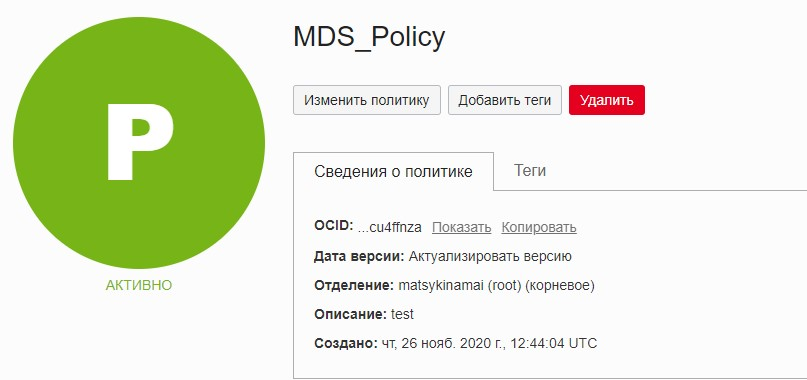 P
АКТИВНО
MDS_Policy
Изменить политику Добавить теги Удалить
Сведения о политике Теги
OCID: ...cu4ffnza Показать Копировать
Дата версии: Актуализировать версию
Отделение: matsykinamai (root) (корневое)
Описание: test
Создано: чт, 26 нояб. 2020 г., 12:44:04 UTC